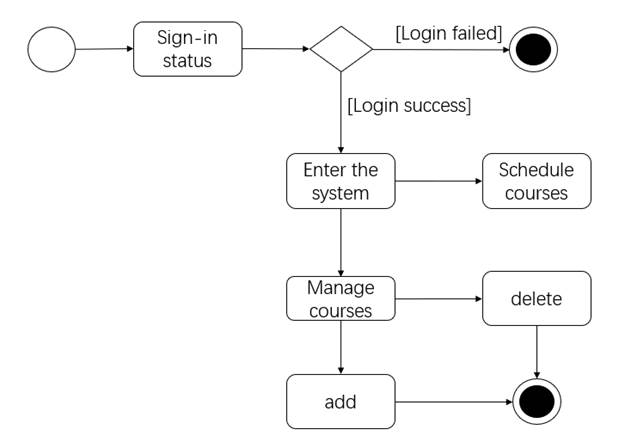 Sign-in
status
[Login failed]
[Login success]
Enter the
system
Schedule
courses
Manage
courses
delete
add